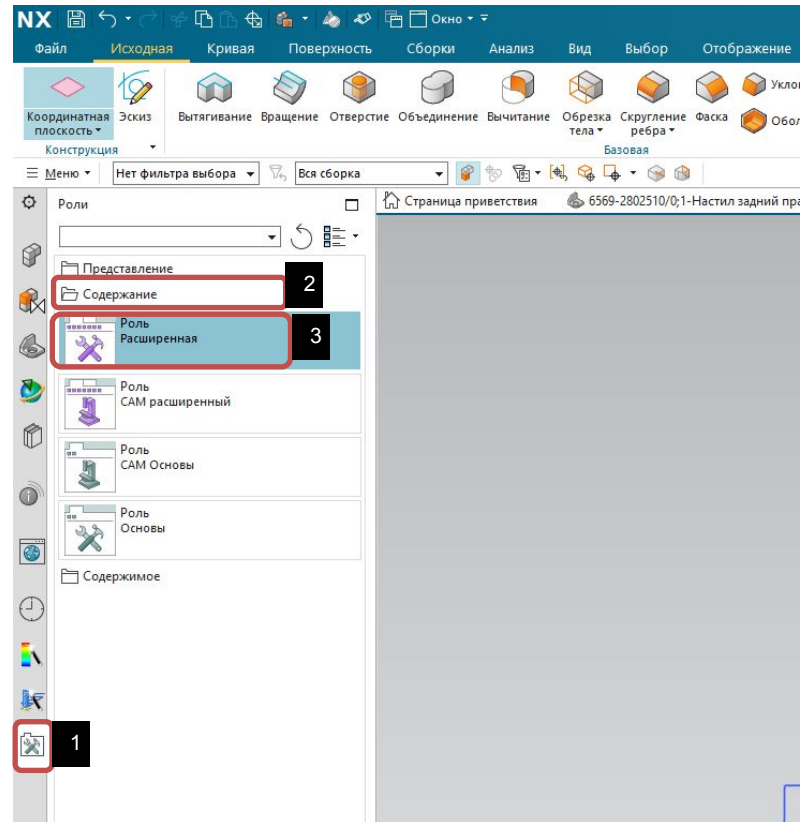 NX Окно
Файл Исходная Кривая Поверхность Сборки Анализ Вид Выбор Отображение
Координатная плоскость Эскиз Вытягивание Вращение Отверстие Объединение Вычитание Обрезка тела Скругление ребра Фаска
Конструкция Базовая
Меню Нет фильтра выбора Вся сборка
Роли Страница приветствия 6569-2802510/0;1-Настил задний
Представление
Содержание 2
Роль
Расширенная 3
Роль
CAM расширенный
Роль
CAM Основы
Роль
Основы
Содержимое
1